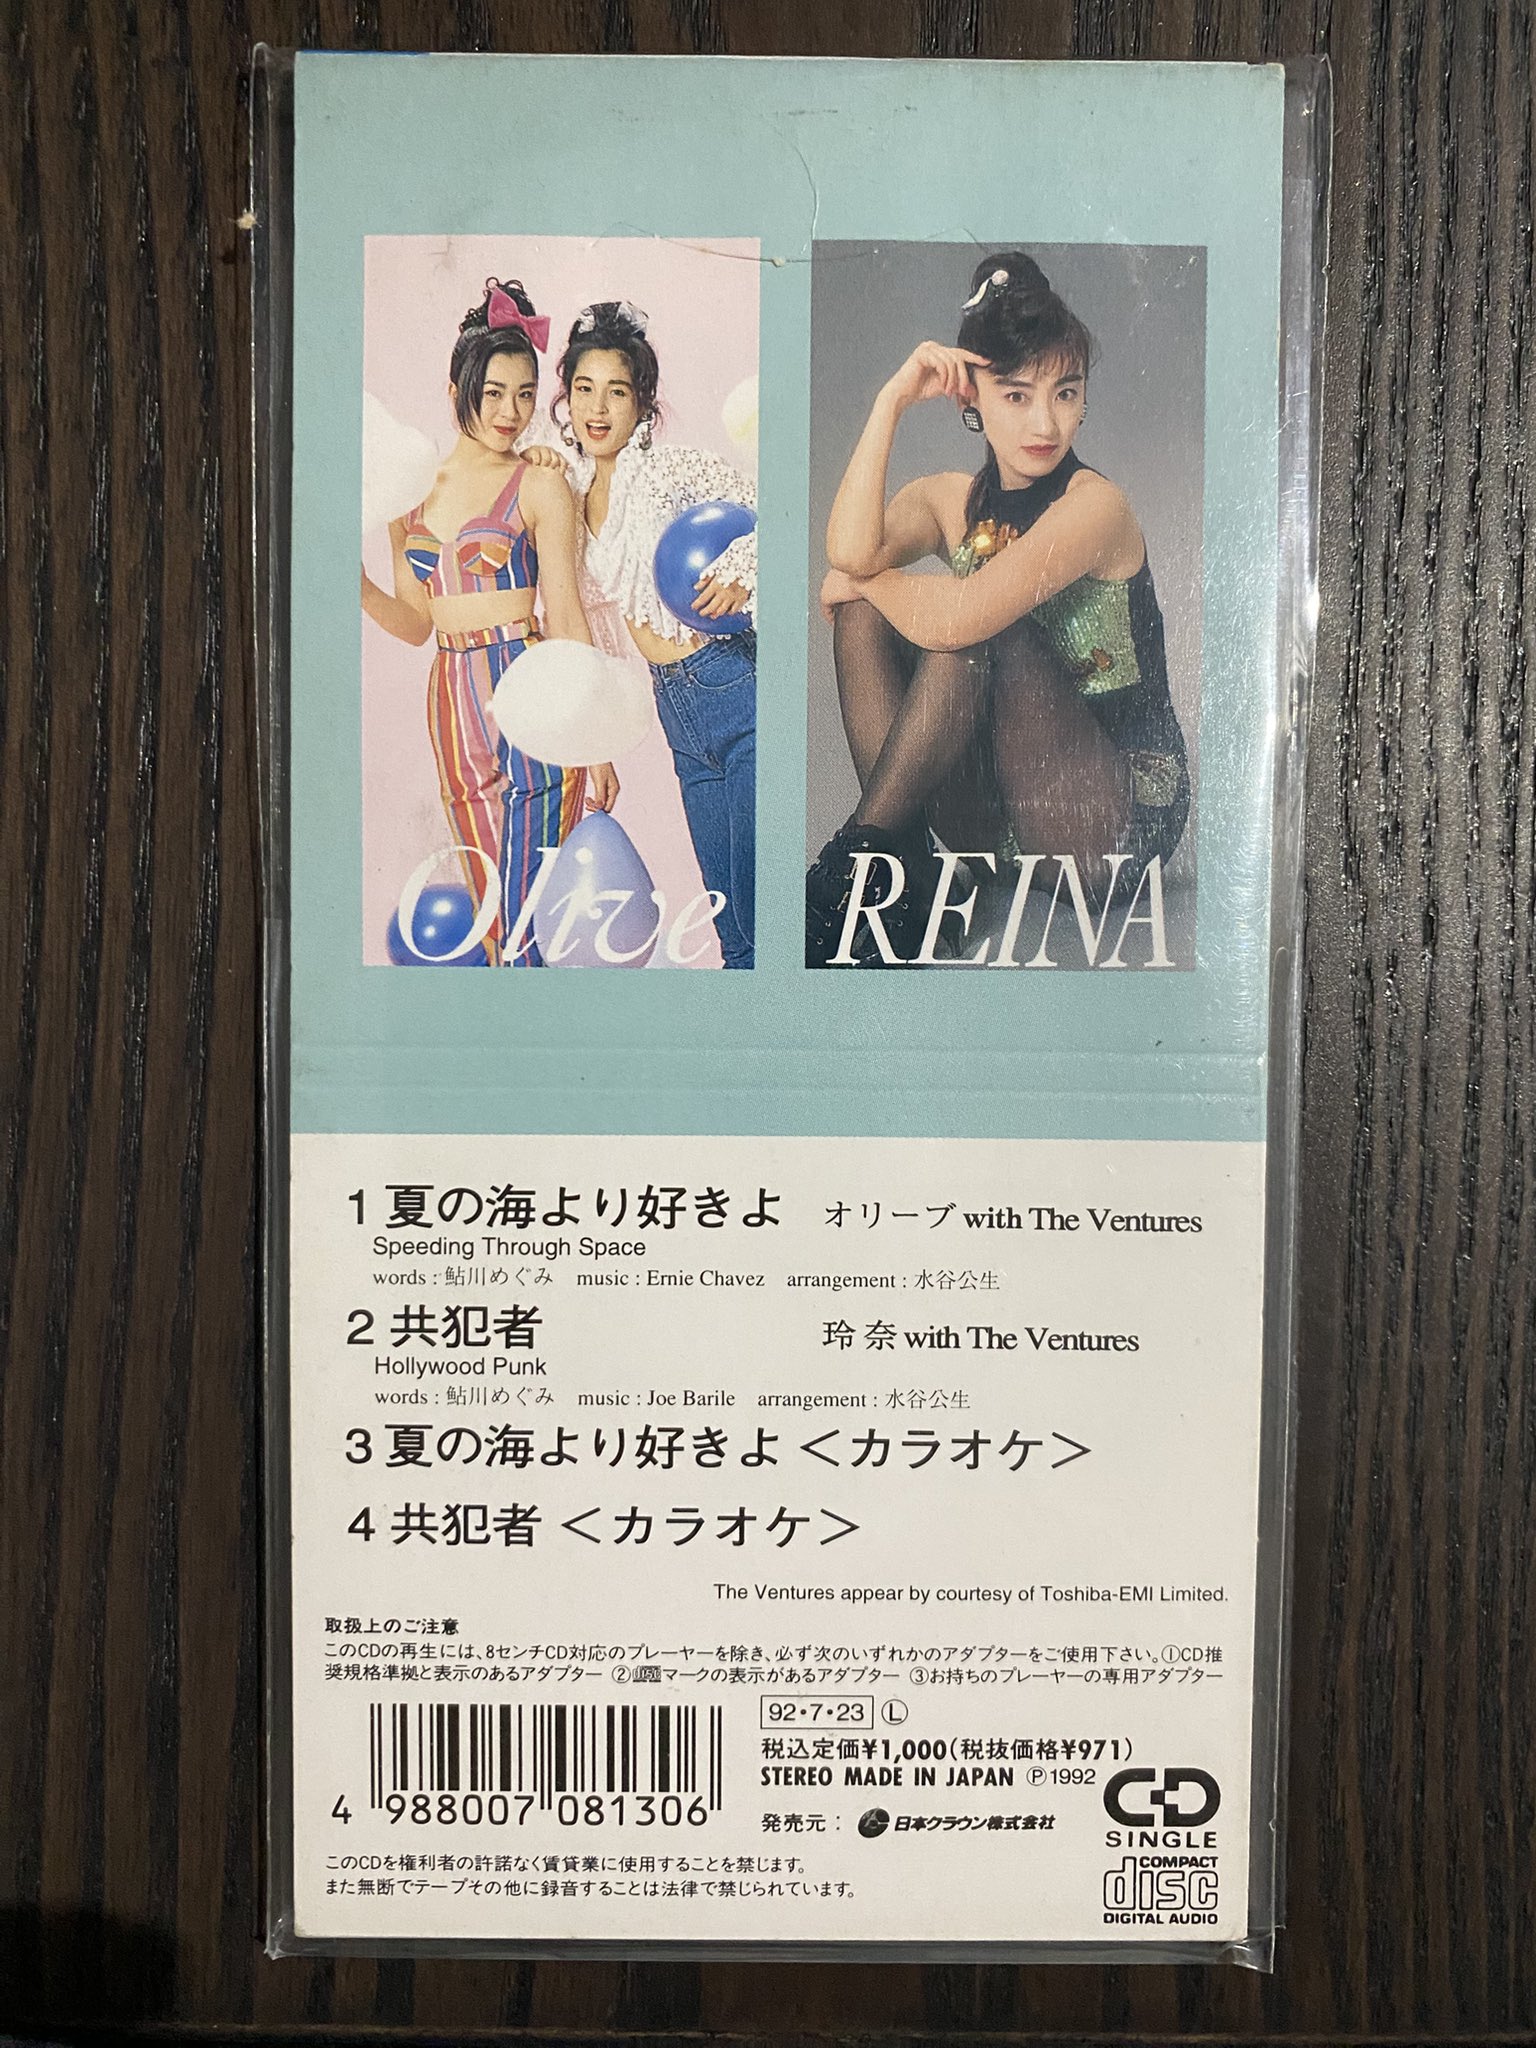 Olive
REINA
1 夏の海より好きよ オリーブ with The Ventures
Speeding Through Space
words : 鮎川めぐみ music : Ernie Chavez arrangement : 水谷公生
2 共犯者 玲奈 with The Ventures
Hollywood Punk
words : 鮎川めぐみ music : Joe Barile arrangement : 水谷公生
3 夏の海より好きよ＜カラオケ＞
4 共犯者＜カラオケ＞
The Ventures appear by courtesy of Toshiba-EMI Limited.
取扱上のご注意
このCDの再生には、8センチCD対応のプレーヤーを除き、必ず次のいずれかのアダプターをご使用下さい。①CD推
奨規格準拠と表示のあるアダプター ②disc マークの表示があるアダプター ③お持ちのプレーヤーの専用アダプター
92・7・23 Ⓛ
税込定価¥1,000(税抜価格¥971)
STEREO MADE IN JAPAN Ⓟ1992
4 988007 081306
発売元： 日本クラウン株式会社
CD
SINGLE
COMPACT
disc
DIGITAL AUDIO
このCDを権利者の許諾なく賃貸業に使用することを禁じます。
また無断でテープその他に録音することは法律で禁じられています。